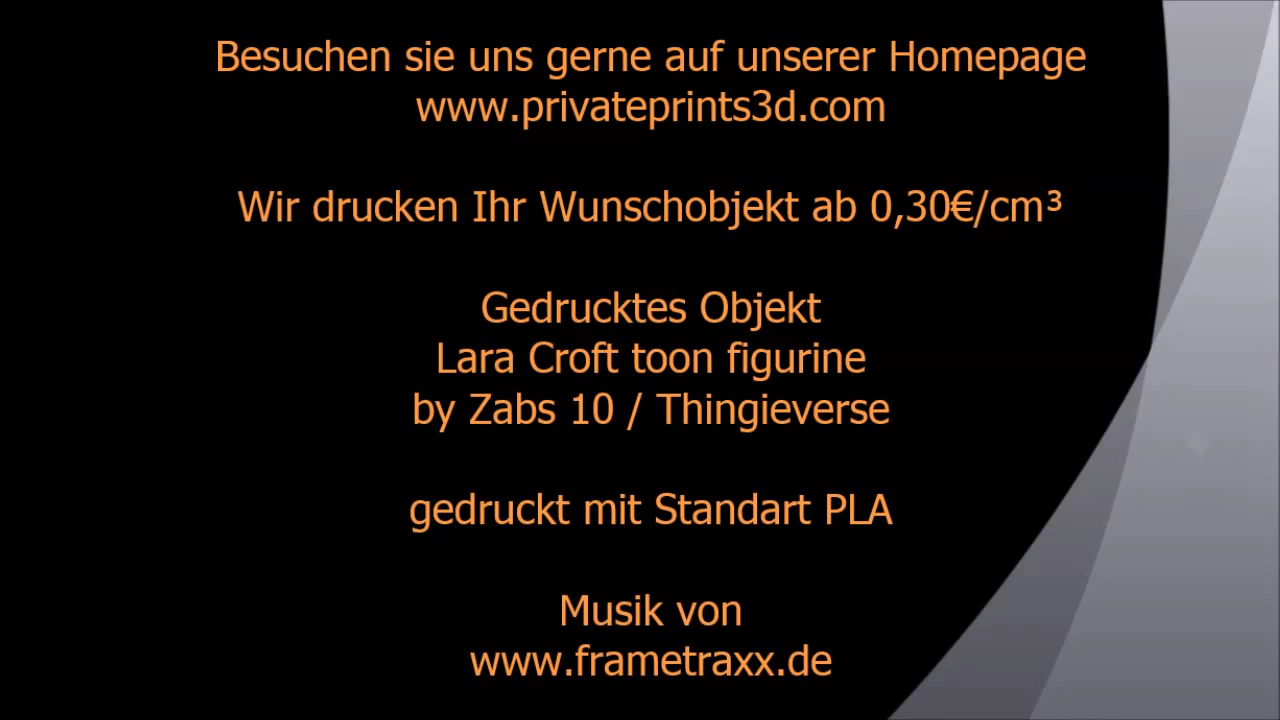 Besuchen sie uns gerne auf unserer Homepage
www.privateprints3d.com
Wir drucken Ihr Wunschobjekt ab 0,30€/cm³
Gedrucktes Objekt
Lara Croft toon figurine
by Zabs 10 / Thingieverse
gedruckt mit Standart PLA
Musik von
www.frametraxx.de